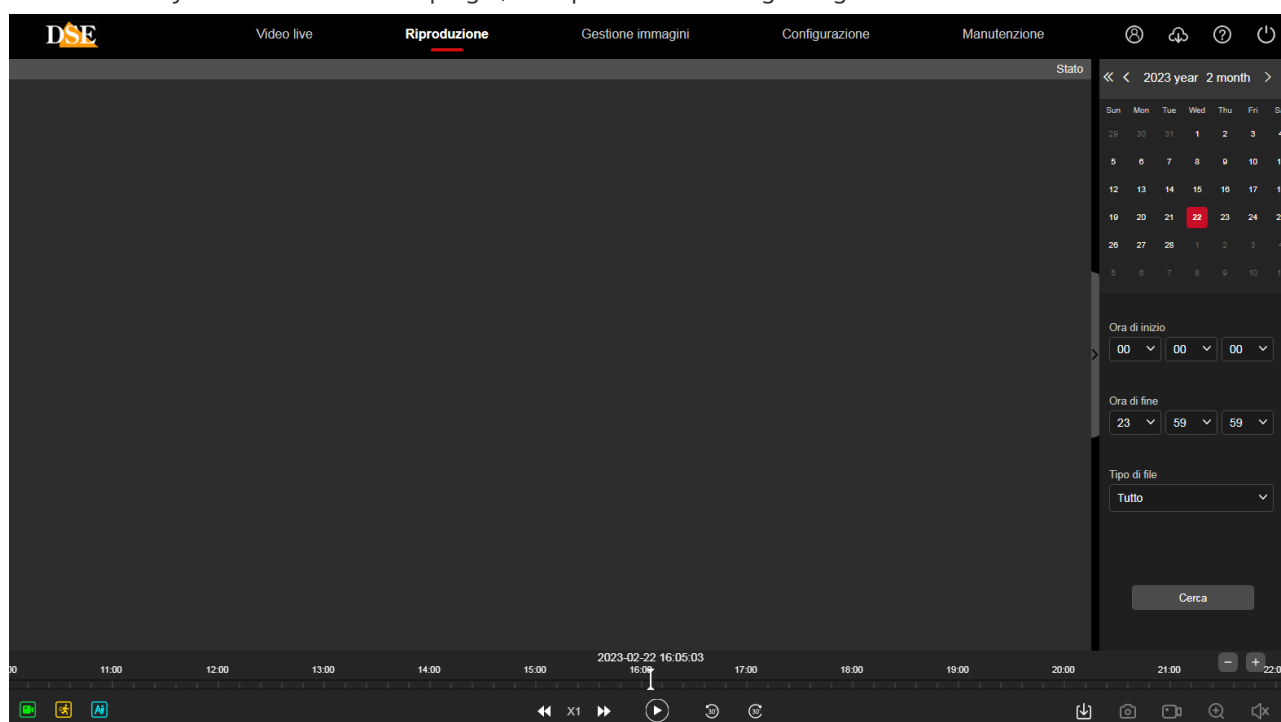 DSE
Video live Riproduzione Gestione immagini Configurazione Manutenzione
Stato
2023 year 2 month
Sun Mon Tue Wed Thu Fri
29 30 31 1 2 3
5 6 7 8 9 10
12 13 14 15 16 17
19 20 21 22 23 24
26 27 28 1 2 3
5 6 7 8 9 10
Ora di inizio
00 00 00
Ora di fine
23 59 59
Tipo di file
Tutto
Cerca
2023-02-22 16:05:03
11:00 12:00 13:00 14:00 15:00 16:00 17:00 18:00 19:00 20:00 21:00
X1 30 30